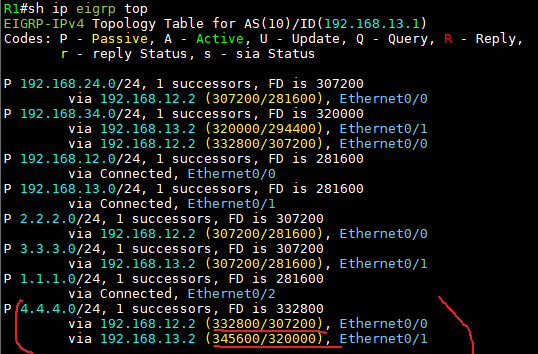 R1#sh ip eigrp top
EIGRP-IPv4 Topology Table for AS(10)/ID(192.168.13.1)
Codes: P - Passive, A - Active, U - Update, Q - Query, R - Reply,
r - reply Status, s - sia Status
P 192.168.24.0/24, 1 successors, FD is 307200
via 192.168.12.2 (307200/281600), Ethernet0/0
P 192.168.34.0/24, 1 successors, FD is 320000
via 192.168.13.2 (320000/294400), Ethernet0/1
via 192.168.12.2 (332800/307200), Ethernet0/0
P 192.168.12.0/24, 1 successors, FD is 281600
via Connected, Ethernet0/0
P 192.168.13.0/24, 1 successors, FD is 281600
via Connected, Ethernet0/1
P 2.2.2.0/24, 1 successors, FD is 307200
via 192.168.12.2 (307200/281600), Ethernet0/0
P 3.3.3.0/24, 1 successors, FD is 307200
via 192.168.13.2 (307200/281600), Ethernet0/1
P 1.1.1.0/24, 1 successors, FD is 281600
via Connected, Ethernet0/2
P 4.4.4.0/24, 1 successors, FD is 332800
via 192.168.12.2 (332800/307200), Ethernet0/0
via 192.168.13.2 (345600/320000), Ethernet0/1